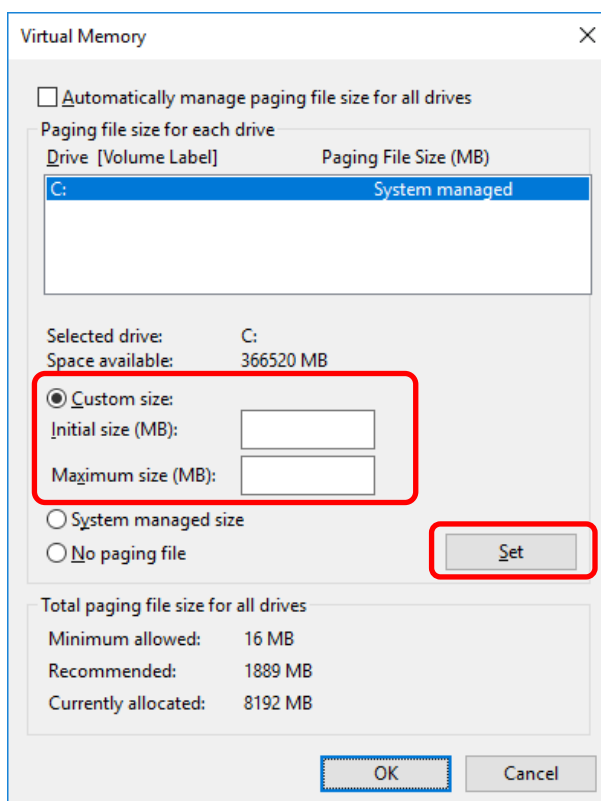 Virtual Memory
Automatically manage paging file size for all drives
Paging file size for each drive
Drive [Volume Label] Paging File Size (MB)
C: System managed
Selected drive: C:
Space available: 366520 MB
Custom size:
Initial size (MB):
Maximum size (MB):
System managed size
No paging file Set
Total paging file size for all drives
Minimum allowed: 16 MB
Recommended: 1889 MB
Currently allocated: 8192 MB
OK Cancel